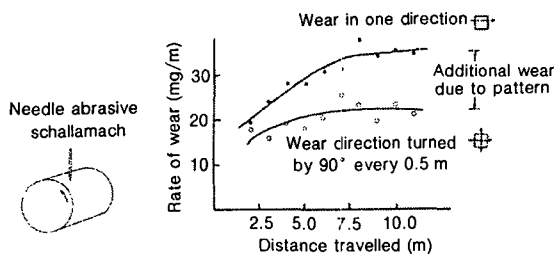 Wear in one direction
Additional wear
due to pattern
Wear direction turned
by 90° every 0.5 m
Needle abrasive
schallamach
Rate of wear (mg/m)
30
20
10
2.5 5.0 7.5 10.0
Distance travelled (m)